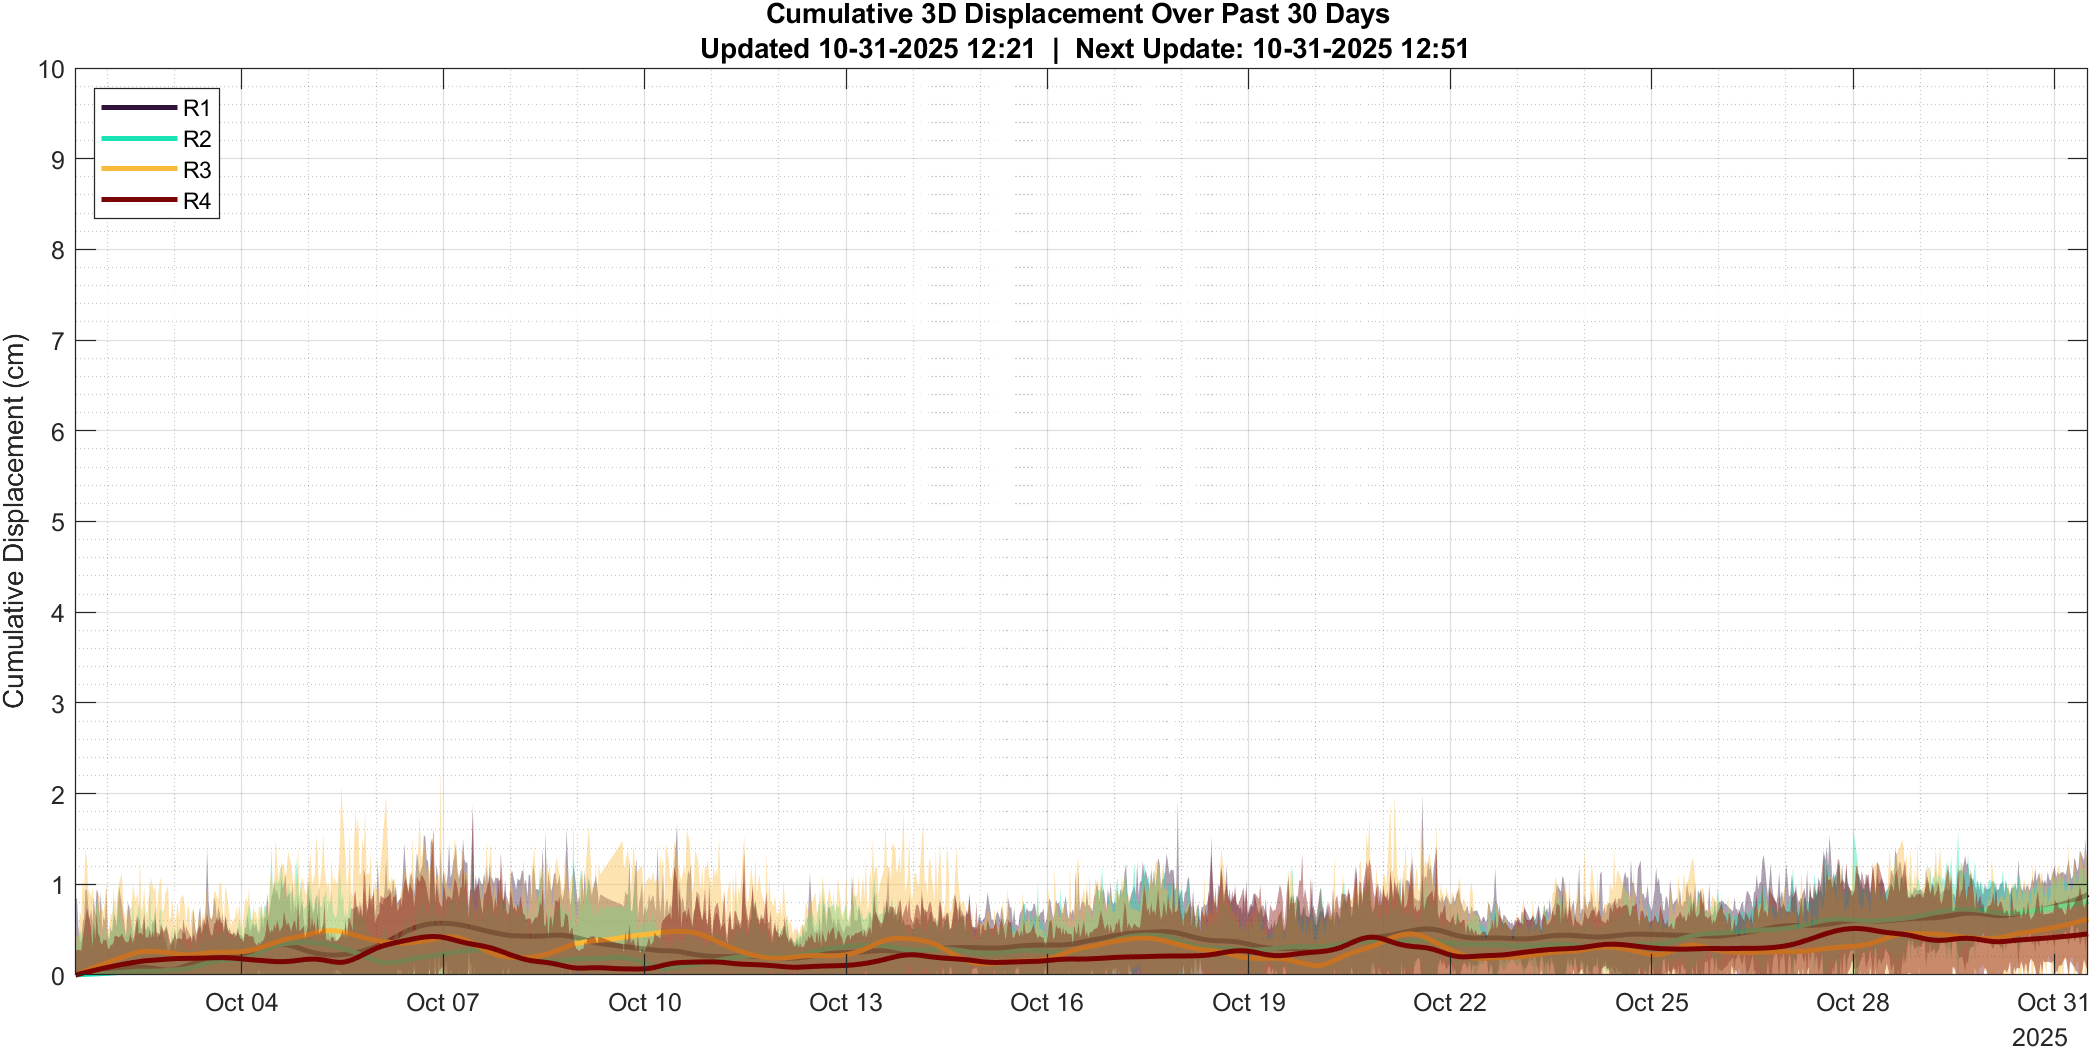 Cumulative 3D Displacement Over Past 30 Days
Updated 10-31-2025 12:21 | Next Update: 10-31-2025 12:51
R1
R2
R3
R4
Cumulative Displacement (cm)
10
9
8
7
6
5
4
3
2
1
0
Oct 04 Oct 07 Oct 10 Oct 13 Oct 16 Oct 19 Oct 22 Oct 25 Oct 28 Oct 31
2025